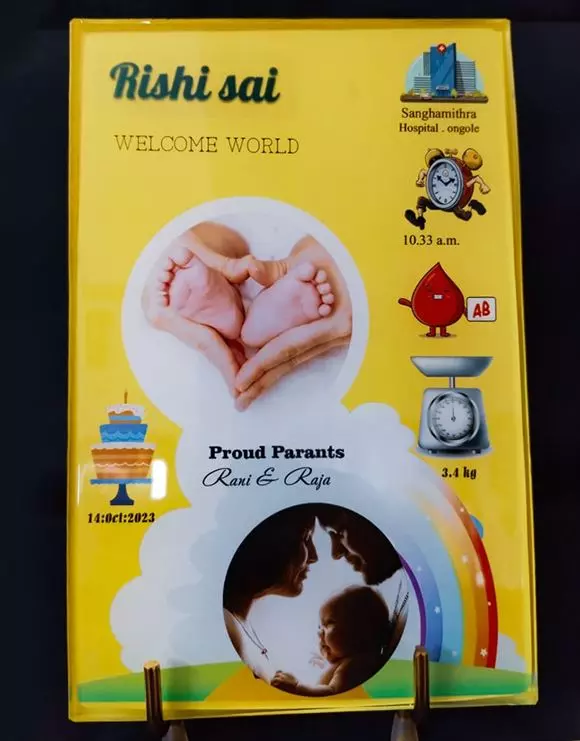 Rishi sai
WELCOME WORLD
Sanghamithra
Hospital . ongole
10.33 a.m.
AB
3.4 kg
Proud Parants
Rani & Raja
14:Oct:2023